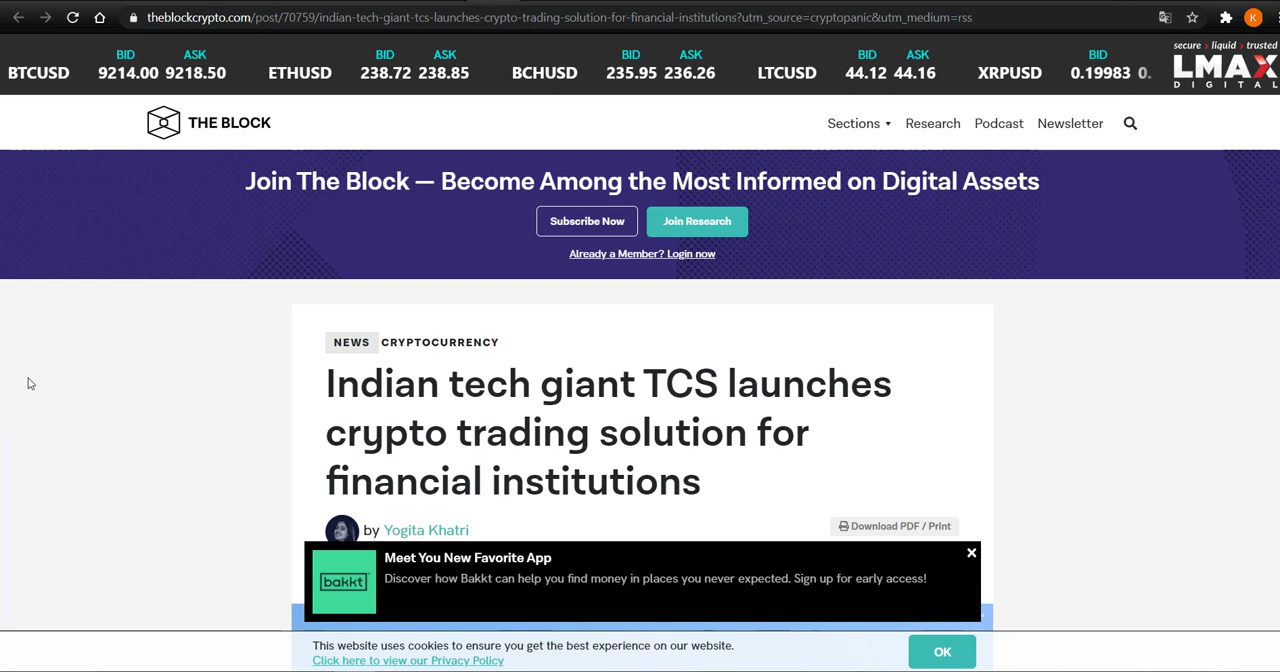 theblockcrypto.com/post/70759/indian-tech-giant-tcs-launches-crypto-trading-solution-for-financial-institutions?utm_source=cryptopanic&utm_medium=rss
K
BID ASK BID ASK BID ASK BID ASK BID
BTCUSD 9214.00 9218.50 ETHUSD 238.72 238.85 BCHUSD 235.95 236.26 LTCUSD 44.12 44.16 XRPUSD 0.19983 0.
secure › liquid › trusted
LMAX
DIGITAL
THE BLOCK
Sections Research Podcast Newsletter
Join The Block — Become Among the Most Informed on Digital Assets
Subscribe Now Join Research
Already a Member? Login now
NEWS CRYPTOCURRENCY
Indian tech giant TCS launches
crypto trading solution for
financial institutions
by Yogita Khatri
Download PDF / Print
bakkt
Meet You New Favorite App
Discover how Bakkt can help you find money in places you never expected. Sign up for early access!
This website uses cookies to ensure you get the best experience on our website.
Click here to view our Privacy Policy
OK